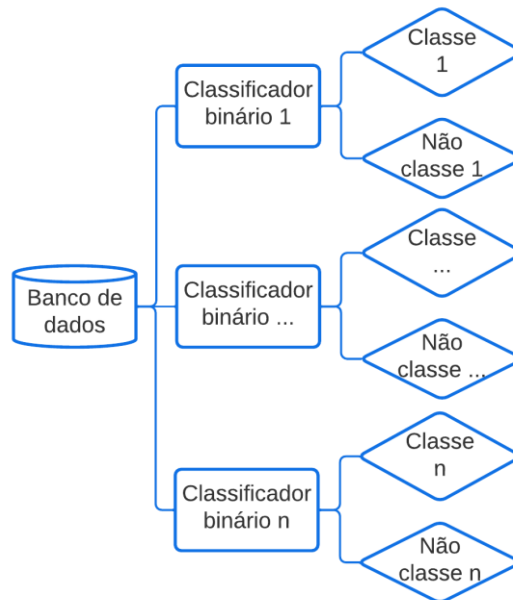 Classe
1
Classificador
binário 1
Não
classe 1
Classe
...
Banco de
dados
Classificador
binário ...
Não
classe ...
Classe
n
Classificador
binário n
Não
classe n